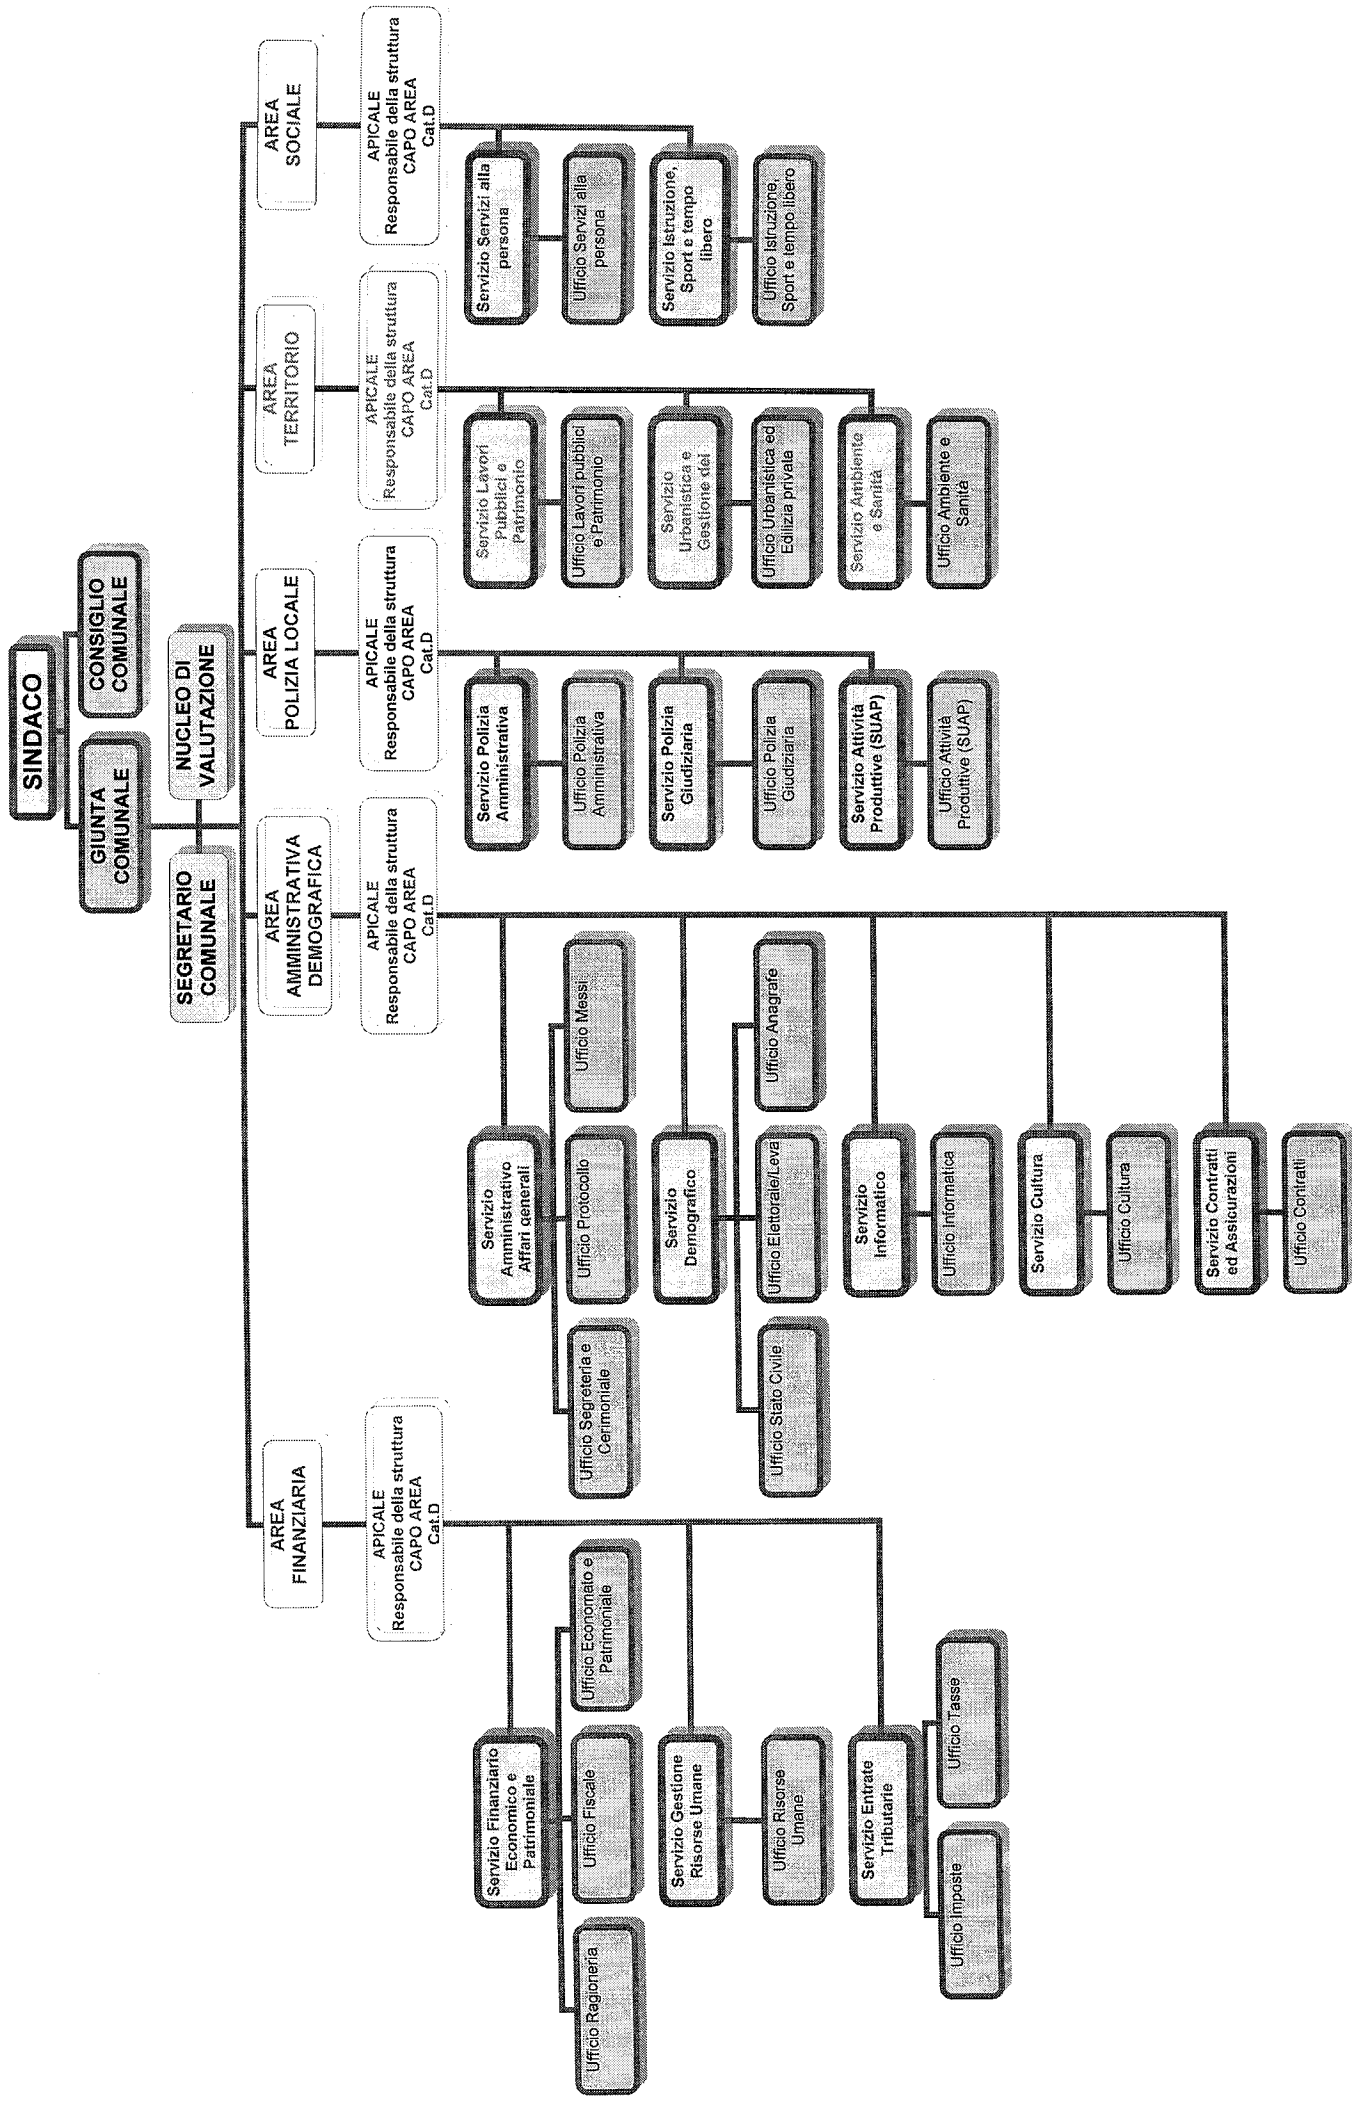 SINDACO
GIUNTA
COMUNALE
CONSIGLIO
COMUNALE
SEGRETARIO
COMUNALE
NUCLEO DI
VALUTAZIONE
AREA
FINANZIARIA
APICALE
Responsabile della struttura
CAPO AREA
Cat.D
Servizio Finanziario
Economico e
Patrimoniale
Ufficio Ragioneria
Ufficio Fiscale
Ufficio Economato e
Patrimoniale
Servizio Gestione
Risorse Umane
Ufficio Risorse
Umane
Servizio Entrate
Tributarie
Ufficio Imposte
Ufficio Tasse
AREA
AMMINISTRATIVA
DEMOGRAFICA
APICALE
Responsabile della struttura
CAPO AREA
Cat.D
Servizio
Amministrativo
Affari generali
Ufficio Segreteria e
Cerimoniale
Ufficio Protocollo
Ufficio Messi
Servizio
Demografico
Ufficio Stato Civile
Ufficio Elettorale/Leva
Ufficio Anagrafe
Servizio
Informatico
Ufficio Informatica
Servizio Cultura
Ufficio Cultura
Servizio Contratti
ed Assicurazioni
Ufficio Contratti
AREA
POLIZIA LOCALE
APICALE
Responsabile della struttura
CAPO AREA
Cat.D
Servizio Polizia
Amministrativa
Ufficio Polizia
Amministrativa
Servizio Polizia
Giudiziaria
Ufficio Polizia
Giudiziaria
Servizio Attività
Produttive (SUAP)
Ufficio Attività
Produttive (SUAP)
AREA
TERRITORIO
APICALE
Responsabile della struttura
CAPO AREA
Cat.D
Servizio Lavori
Pubblici e
Patrimonio
Ufficio Lavori pubblici
e Patrimonio
Servizio
Urbanistica e
Gestione del
Ufficio Urbanistica ed
Edilizia privata
Servizio Ambiente
e Sanità
Ufficio Ambiente e
Sanità
AREA
SOCIALE
APICALE
Responsabile della struttura
CAPO AREA
Cat.D
Servizio Servizi alla
persona
Ufficio Servizi alla
persona
Servizio Istruzione,
Sport e tempo
libero
Ufficio Istruzione,
Sport e tempo libero